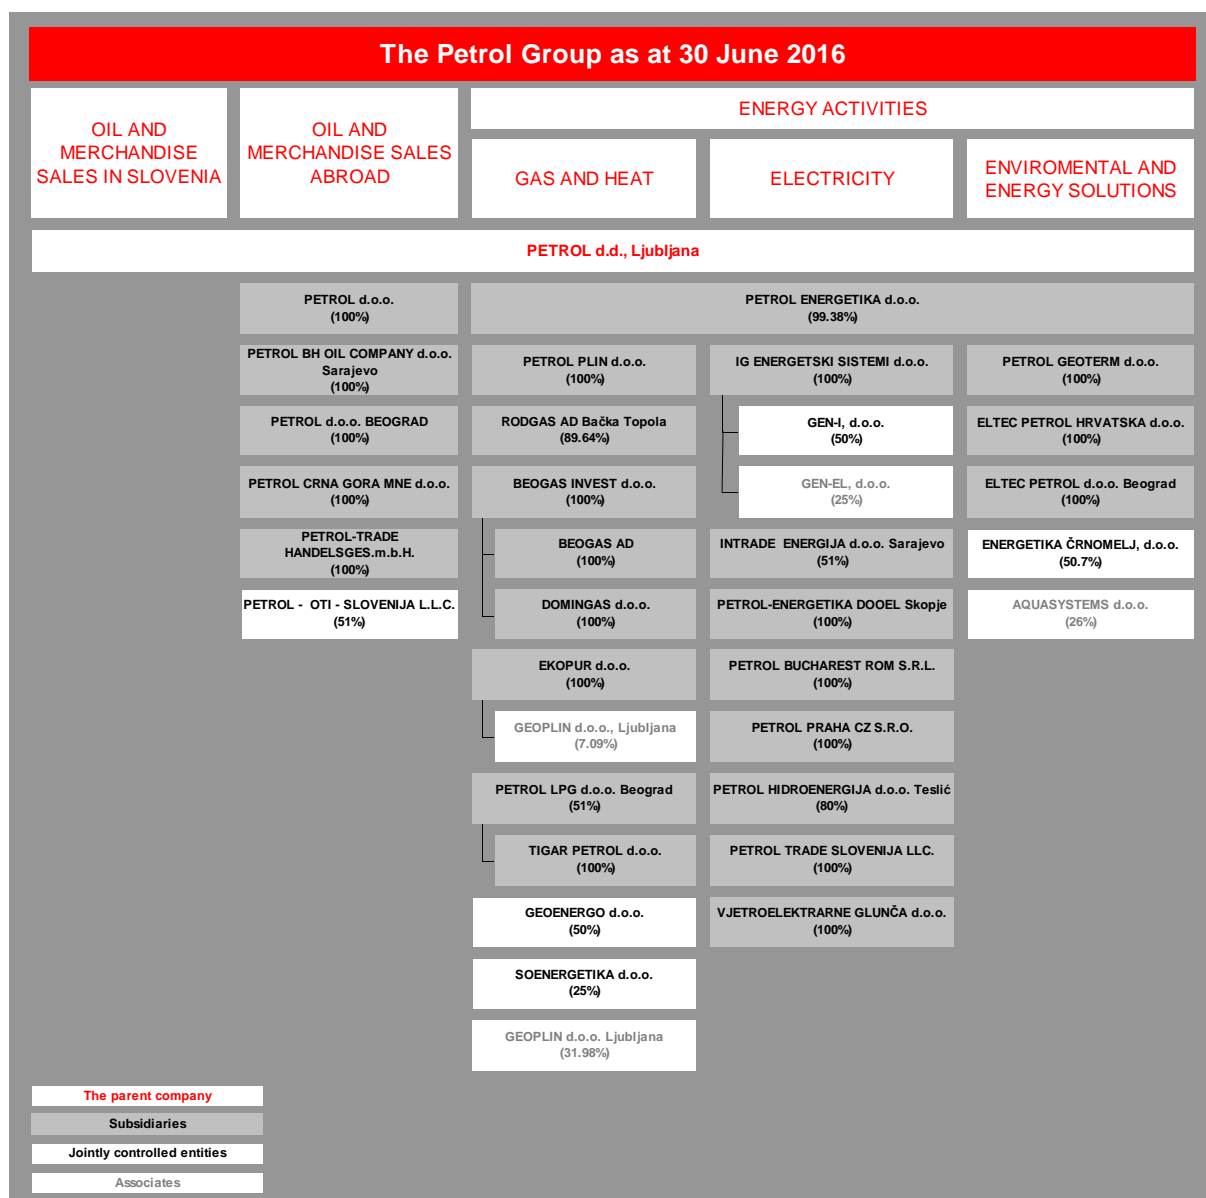 The Petrol Group as at 30 June 2016
OIL AND
MERCHANDISE
SALES IN SLOVENIA
OIL AND
MERCHANDISE SALES
ABROAD
ENERGY ACTIVITIES
GAS AND HEAT
ELECTRICITY
ENVIROMENTAL AND
ENERGY SOLUTIONS
PETROL d.d., Ljubljana
PETROL d.o.o.
(100%)
PETROL BH OIL COMPANY d.o.o.
Sarajevo
(100%)
PETROL d.o.o. BEOGRAD
(100%)
PETROL CRNA GORA MNE d.o.o.
(100%)
PETROL-TRADE
HANDELSGES.m.b.H.
(100%)
PETROL - OTI - SLOVENIJA L.L.C.
(51%)
PETROL ENERGETIKA d.o.o.
(99.38%)
PETROL PLIN d.o.o.
(100%)
RODGAS AD Bačka Topola
(89.64%)
BEOGAS INVEST d.o.o.
(100%)
BEOGAS AD
(100%)
DOMINGAS d.o.o.
(100%)
EKOPUR d.o.o.
(100%)
GEOPLIN d.o.o., Ljubljana
(7.09%)
PETROL LPG d.o.o. Beograd
(51%)
TIGAR PETROL d.o.o.
(100%)
GEOENERGO d.o.o.
(50%)
SOENERGETIKA d.o.o.
(25%)
GEOPLIN d.o.o. Ljubljana
(31.98%)
IG ENERGETSKI SISTEMI d.o.o.
(100%)
GEN-I, d.o.o.
(50%)
GEN-EL, d.o.o.
(25%)
INTRADE ENERGIJA d.o.o. Sarajevo
(51%)
PETROL-ENERGETIKA DOOEL Skopje
(100%)
PETROL BUCHAREST ROM S.R.L.
(100%)
PETROL PRAHA CZ S.R.O.
(100%)
PETROL HIDROENERGIJA d.o.o. Teslić
(80%)
PETROL TRADE SLOVENIJA LLC.
(100%)
VJETROELEKTRARNE GLUNČA d.o.o.
(100%)
PETROL GEOTERM d.o.o.
(100%)
ELTEC PETROL HRVATSKA d.o.o.
(100%)
ELTEC PETROL d.o.o. Beograd
(100%)
ENERGETIKA ČRNOMELJ, d.o.o.
(50.7%)
AQUASYSTEMS d.o.o.
(26%)
The parent company
Subsidiaries
Jointly controlled entities
Associates